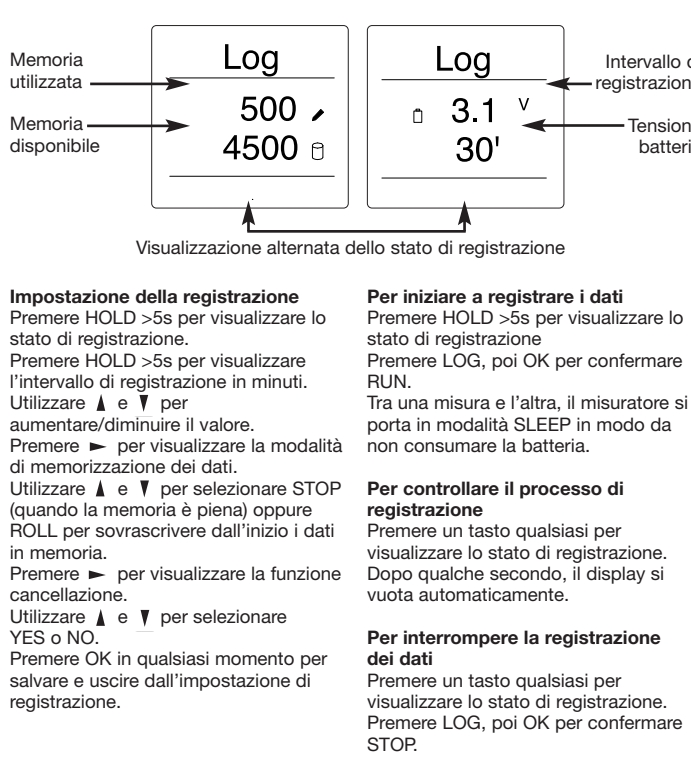 Memoria
utilizzata
Memoria
disponibile
Log
500
4500
Log
3.1 V
30'
Intervallo
registrazion
Tension
batteri
Visualizzazione alternata dello stato di registrazione
Impostazione della registrazione
Premere HOLD >5s per visualizzare lo
stato di registrazione.
Premere HOLD >5s per visualizzare
l'intervallo di registrazione in minuti.
Utilizzare ▲ e ▼ per
aumentare/diminuire il valore.
Premere ► per visualizzare la modalità
di memorizzazione dei dati.
Utilizzare ▲ e ▼ per selezionare STOP
(quando la memoria è piena) oppure
ROLL per sovrascrivere dall'inizio i dati
in memoria.
Premere ► per visualizzare la funzione
cancellazione.
Utilizzare ▲ e ▼ per selezionare
YES o NO.
Premere OK in qualsiasi momento per
salvare e uscire dall'impostazione di
registrazione.
Per iniziare a registrare i dati
Premere HOLD >5s per visualizzare lo
stato di registrazione
Premere LOG, poi OK per confermare
RUN.
Tra una misura e l'altra, il misuratore si
porta in modalità SLEEP in modo da
non consumare la batteria.
Per controllare il processo di
registrazione
Premere un tasto qualsiasi per
visualizzare lo stato di registrazione.
Dopo qualche secondo, il display si
vuota automaticamente.
Per interrompere la registrazione
dei dati
Premere un tasto qualsiasi per
visualizzare lo stato di registrazione.
Premere LOG, poi OK per confermare
STOP.